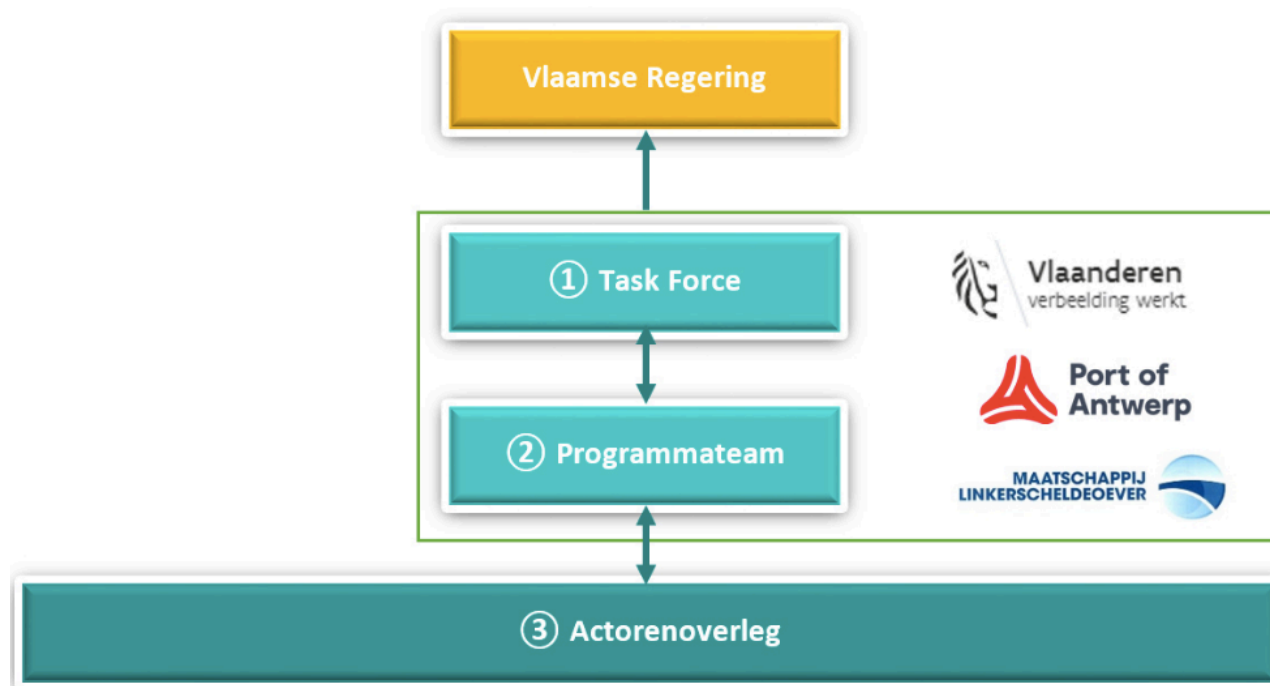 Vlaamse Regering
① Task Force
Vlaanderen
verbeelding werkt
Port of
Antwerp
② Programmateam
MAATSCHAPPIJ
LINKERSCHELDEOEVER
③ Actorenoverleg